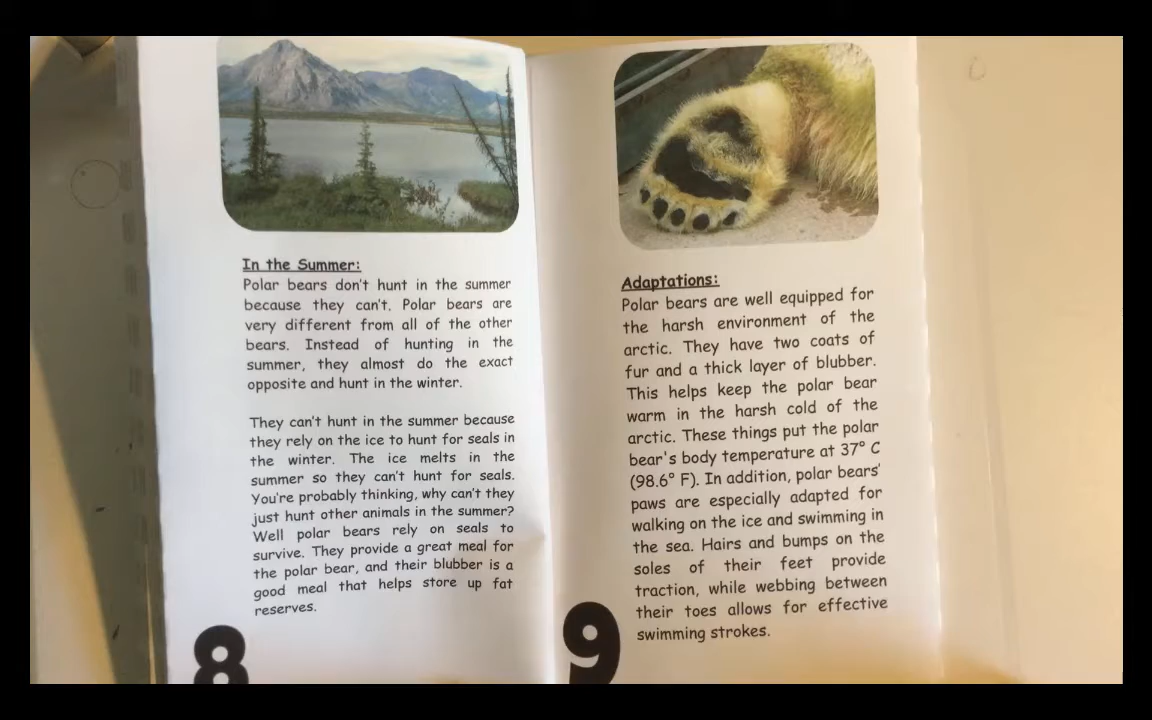 In the Summer:
Polar bears don't hunt in the summer
because they can't. Polar bears are
very different from all of the other
bears. Instead of hunting in the
summer, they almost do the exact
opposite and hunt in the winter.
They can't hunt in the summer because
they rely on the ice to hunt for seals in
the winter. The ice melts in the
summer so they can't hunt for seals.
You're probably thinking, why can't they
just hunt other animals in the summer?
Well polar bears rely on seals to
survive. They provide a great meal for
the polar bear, and their blubber is a
good meal that helps store up fat
reserves.
8
Adaptations:
Polar bears are well equipped for
the harsh environment of the
arctic. They have two coats of
fur and a thick layer of blubber.
This helps keep the polar bear
warm in the harsh cold of the
arctic. These things put the polar
bear's body temperature at 37° C
(98.6° F). In addition, polar bears'
paws are especially adapted for
walking on the ice and swimming in
the sea. Hairs and bumps on the
soles of their feet provide
traction, while webbing between
their toes allows for effective
swimming strokes.
9